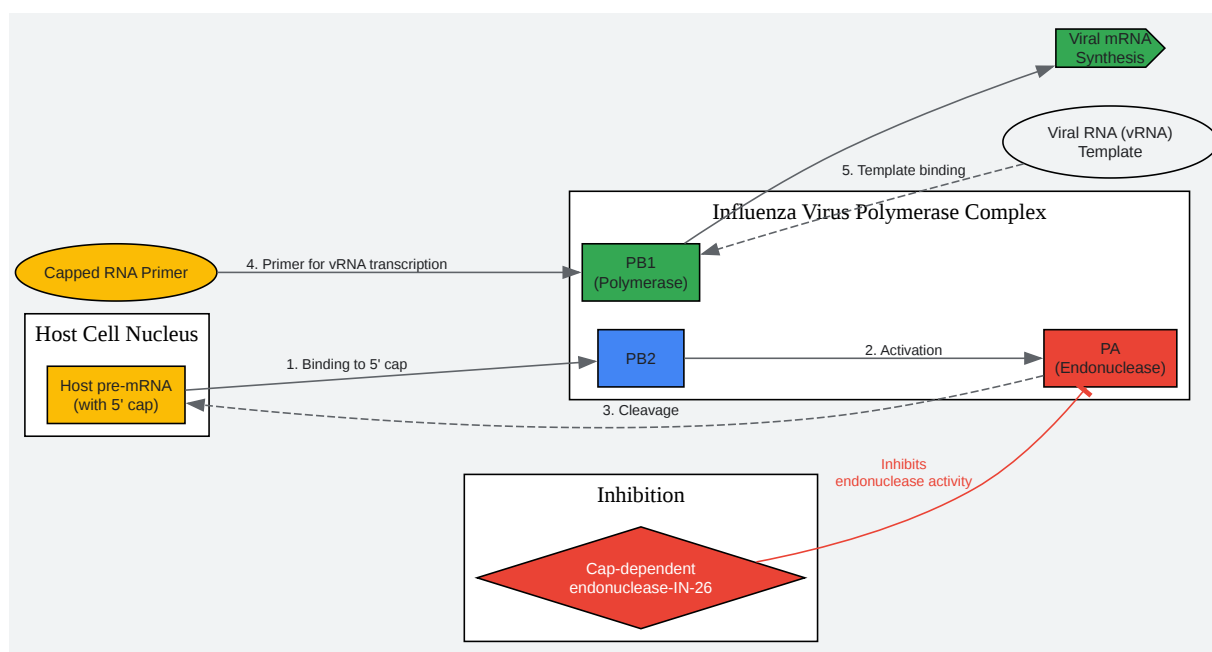 Viral mRNA
Synthesis
Viral RNA (vRNA)
Template
5. Template binding
Influenza Virus Polymerase Complex
Capped RNA Primer
4. Primer for vRNA transcription
PB1
(Polymerase)
Host Cell Nucleus
Host pre-mRNA
(with 5' cap)
1. Binding to 5' cap
PB2
2. Activation
PA
(Endonuclease)
3. Cleavage
Inhibits
endonuclease activity
Inhibition
Cap-dependent
endonuclease-IN-26